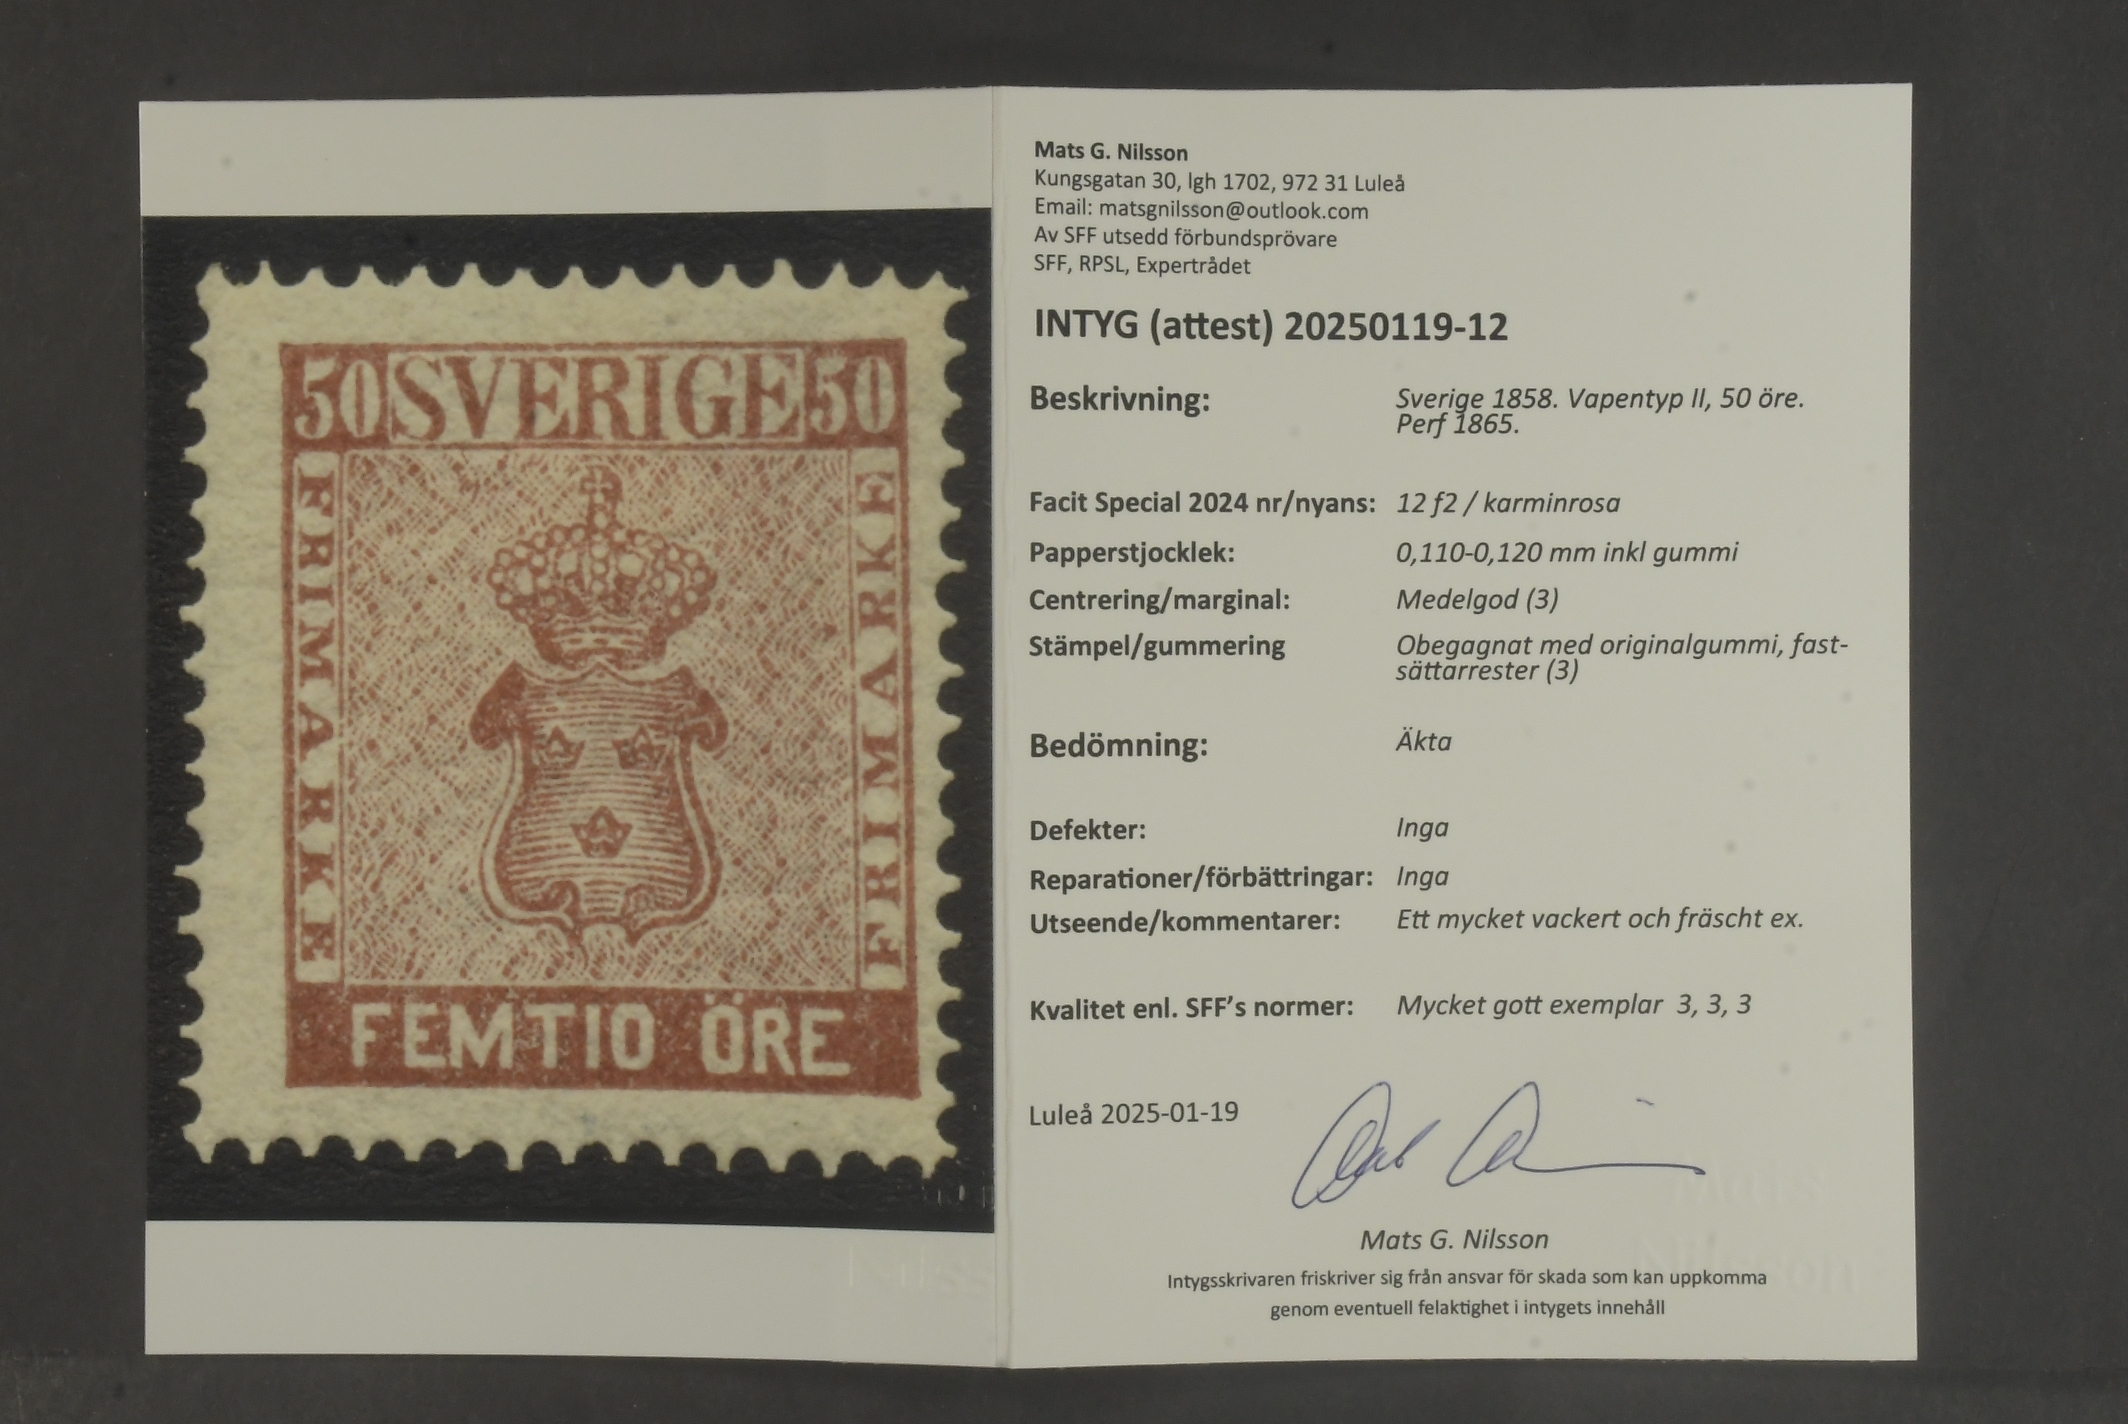 50 SVERIGE 50
FRIMARKE
FRIMARKE
FEMTIO ÖRE
Mats G. Nilsson
Kungsgatan 30, lgh 1702, 972 31 Luleå
Email: matsgnilsson@outlook.com
Av SFF utsedd förbundsprövare
SFF, RPSL, Expertrådet
INTYG (attest) 20250119-12
Beskrivning: Sverige 1858. Vapentyp II, 50 öre.
Perf 1865.
Facit Special 2024 nr/nyans: 12 f2 / karminrosa
Papperstjocklek: 0,110-0,120 mm inkl gummi
Centrering/marginal: Medelgod (3)
Stämpel/gummering Obegagnat med originalgummi, fast-
sättarrester (3)
Bedömning: Äkta
Defekter: Inga
Reparationer/förbättringar: Inga
Utseende/kommentarer: Ett mycket vackert och fräscht ex.
Kvalitet enl. SFF's normer: Mycket gott exemplar 3, 3, 3
Luleå 2025-01-19
Mats G. Nilsson
Intygsskrivaren friskriver sig från ansvar för skada som kan uppkomma
genom eventuell felaktighet i intygets innehåll